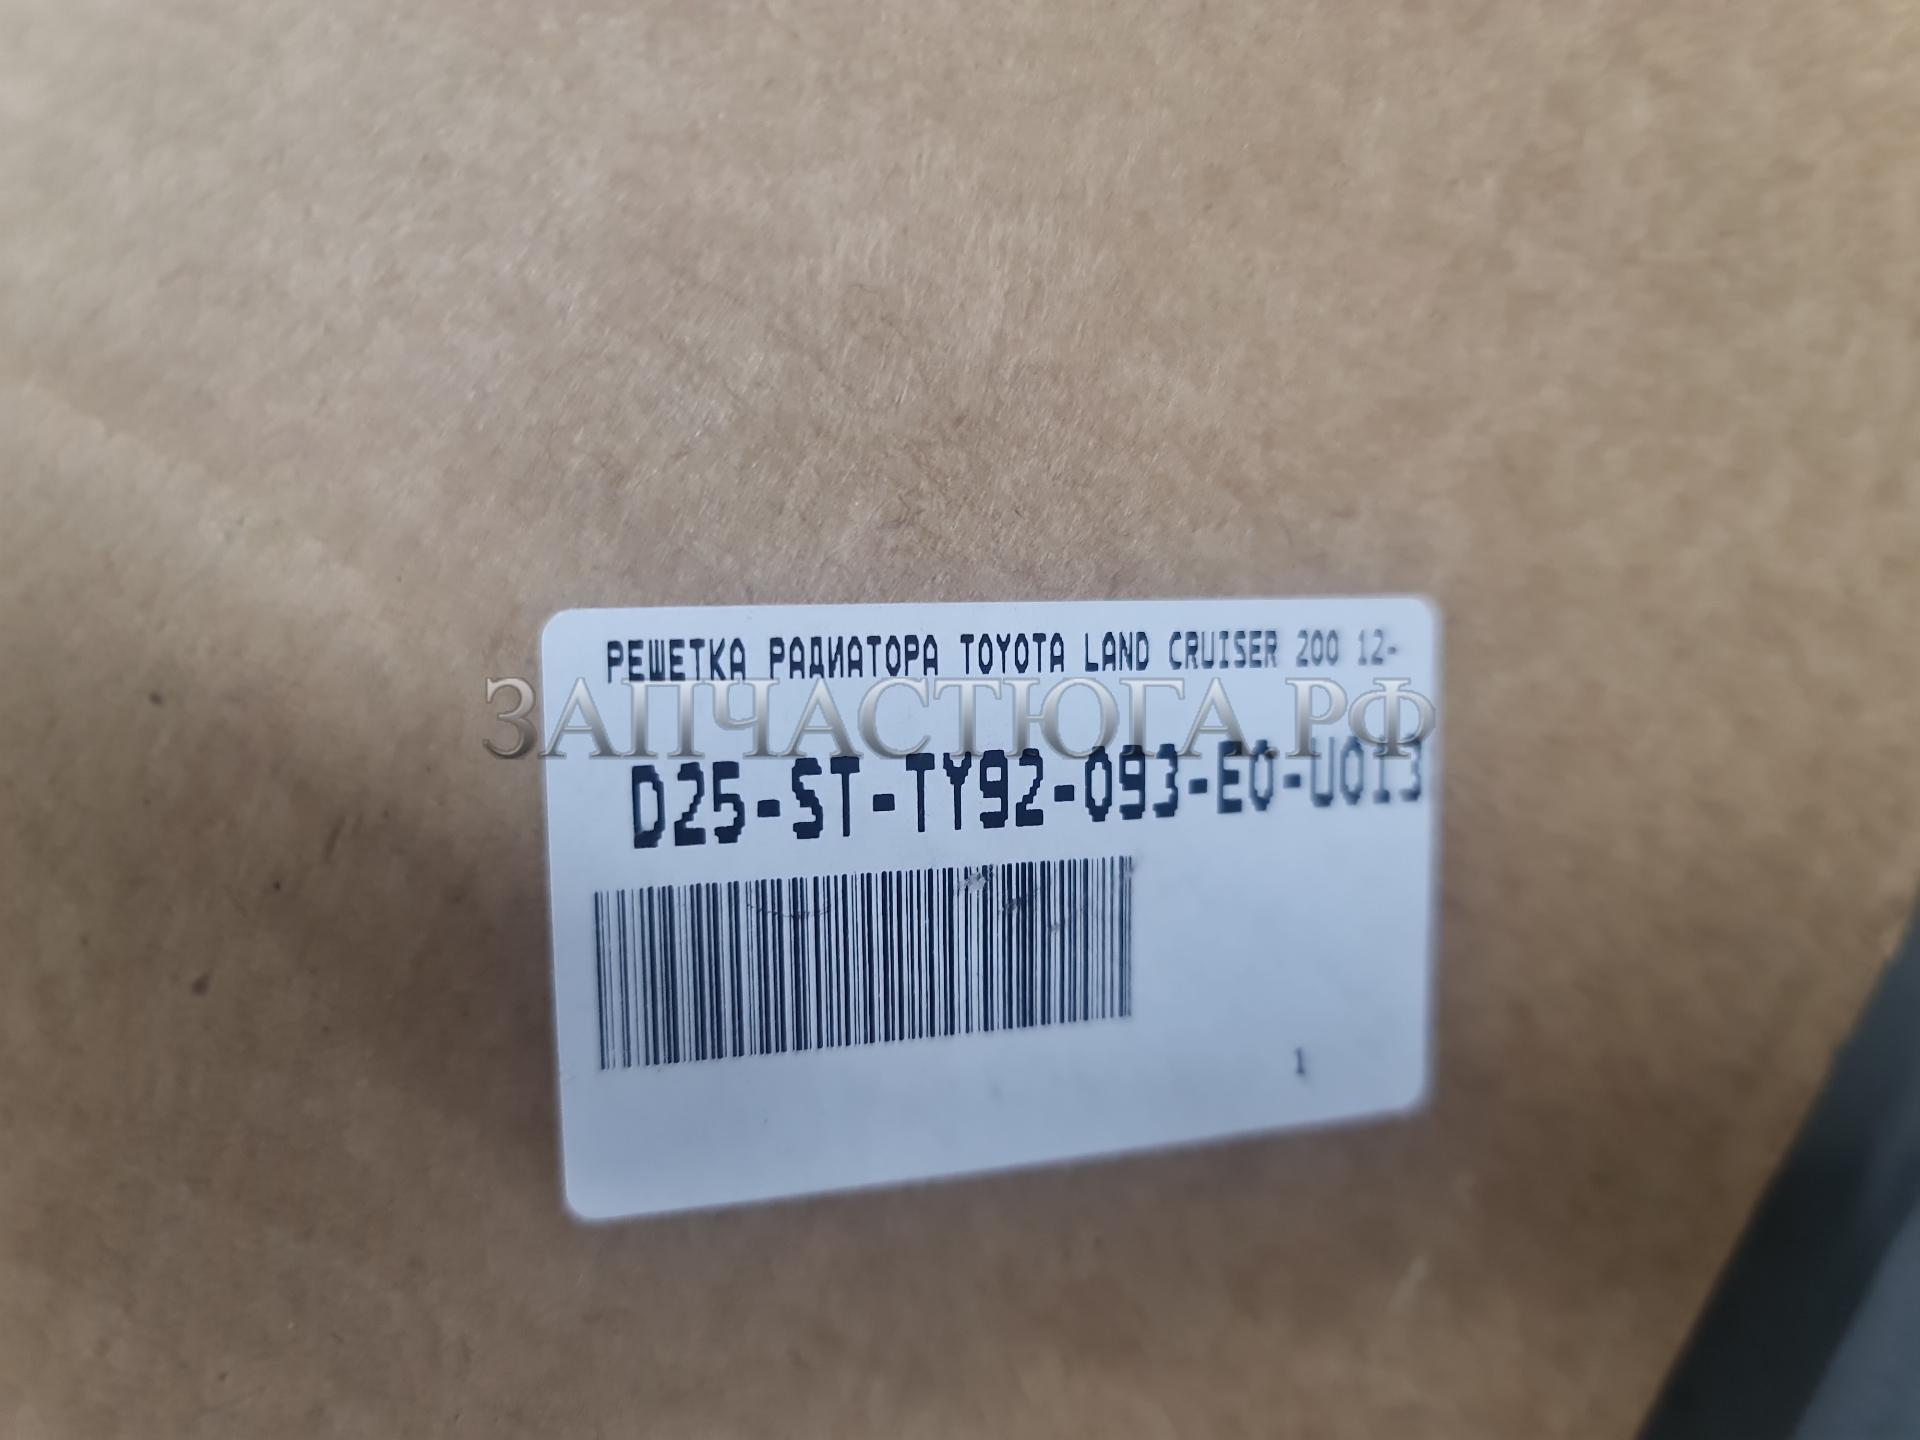 РЕШЕТКА РАДИАТОРА TOYOTA LAND CRUISER 200 12-
ЗАПЧАСТЮГА.РФ
D25-ST-TY92-093-E0-U013
1